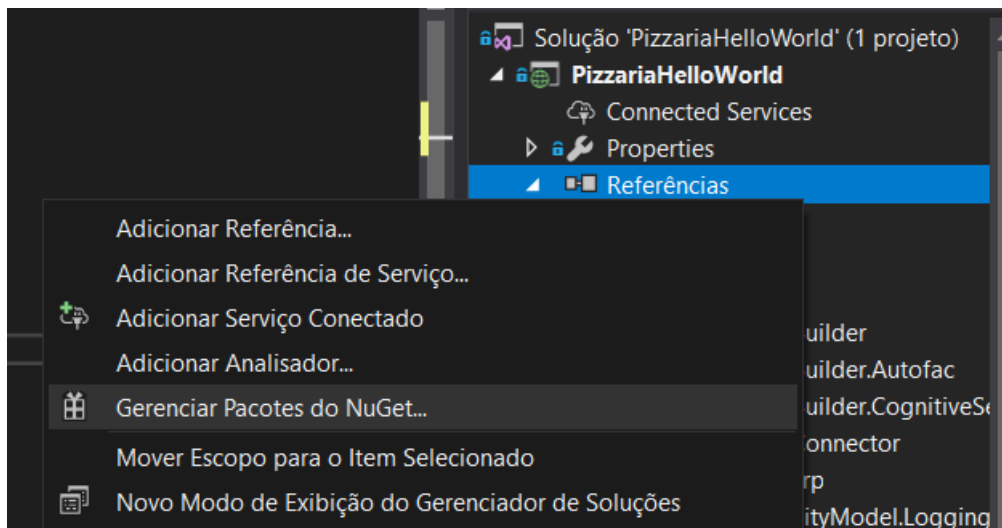 Solução 'PizzariaHelloWorld' (1 projeto)
PizzariaHelloWorld
Connected Services
Properties
Referências
Adicionar Referência...
Adicionar Referência de Serviço...
Adicionar Serviço Conectado
Adicionar Analisador...
Gerenciar Pacotes do NuGet...
Mover Escopo para o Item Selecionado
Novo Modo de Exibição do Gerenciador de Soluções
uilder
uilder.Autofac
uilder.CognitiveSe
onnector
rp
ityModel.Logging